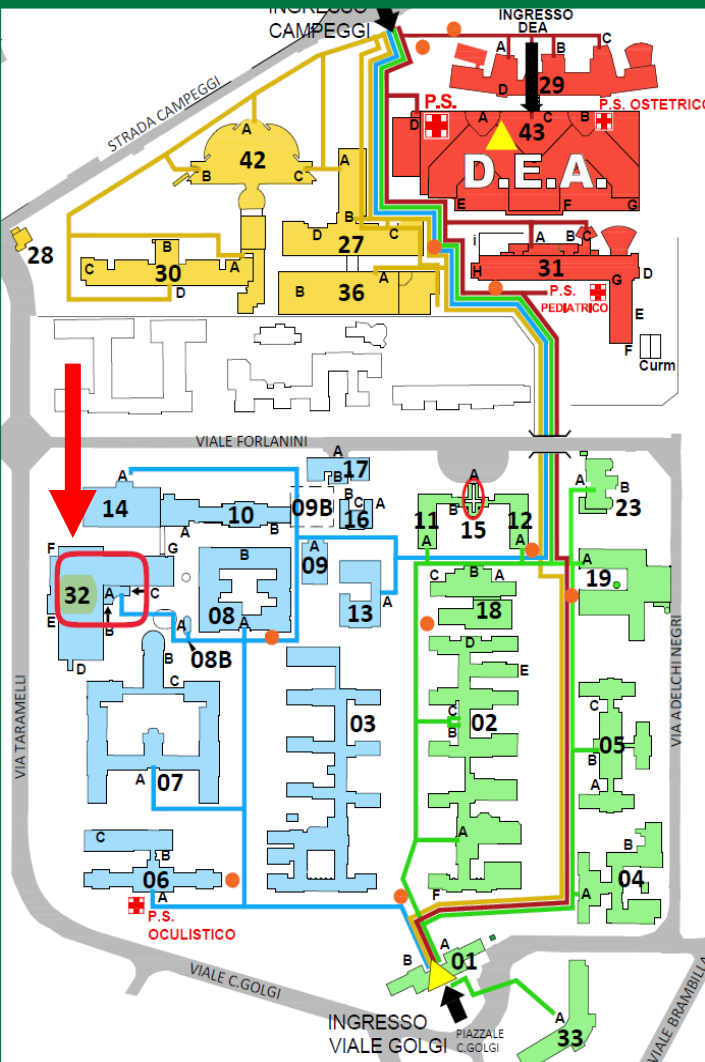 INGRESSO
CAMPEGGI
INGRESSO
DEA
STRADA CAMPEGGI
A
B
C
D
29
P.S.
P.S. OSTETRICO
D
A
43
C
B
D.E.A.
E
F
G
A
42
B
C
A
B
C
D
27
28
B
C
30
A
D
B
36
A
i
A
B
C
H
31
G
D
P.S.
PEDIATRICO
E
F
Curm
VIALE FORLANINI
A
14
10
A
09B
A
17
B
C
16
A
A
B
11
15
12
A
A
A
B
23
F
G
32
A
C
B
E
D
B
08
A
A
08B
A
09
13
A
C
B
A
18
A
19
D
E
C
B
02
A
F
03
B
C
07
A
C
05
B
A
C
B
06
A
P.S.
OCULISTICO
B
04
A
VIA TARAMELLI
VIA ADELCHI NEGRI
VIALE C.GOLGI
B
A
01
INGRESSO
VIALE GOLGI
PIAZZALE
C.GOLGI
A
33
VIALE BRAMBILLA